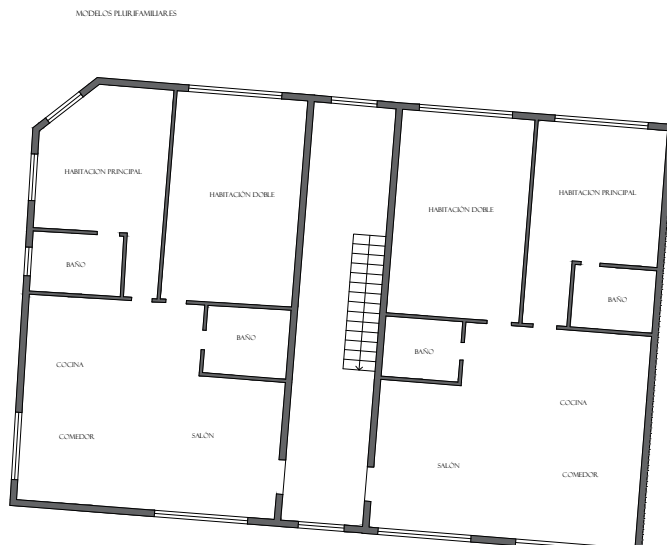 MODELOS PLURIFAMILIARES
HABITACION PRINCIPAL
HABITACIÓN DOBLE
HABITACIÓN DOBLE
HABITACION PRINCIPAL
BAÑO
BAÑO
BAÑO
BAÑO
COCINA
COCINA
COMEDOR
SALÓN
SALÓN
COMEDOR